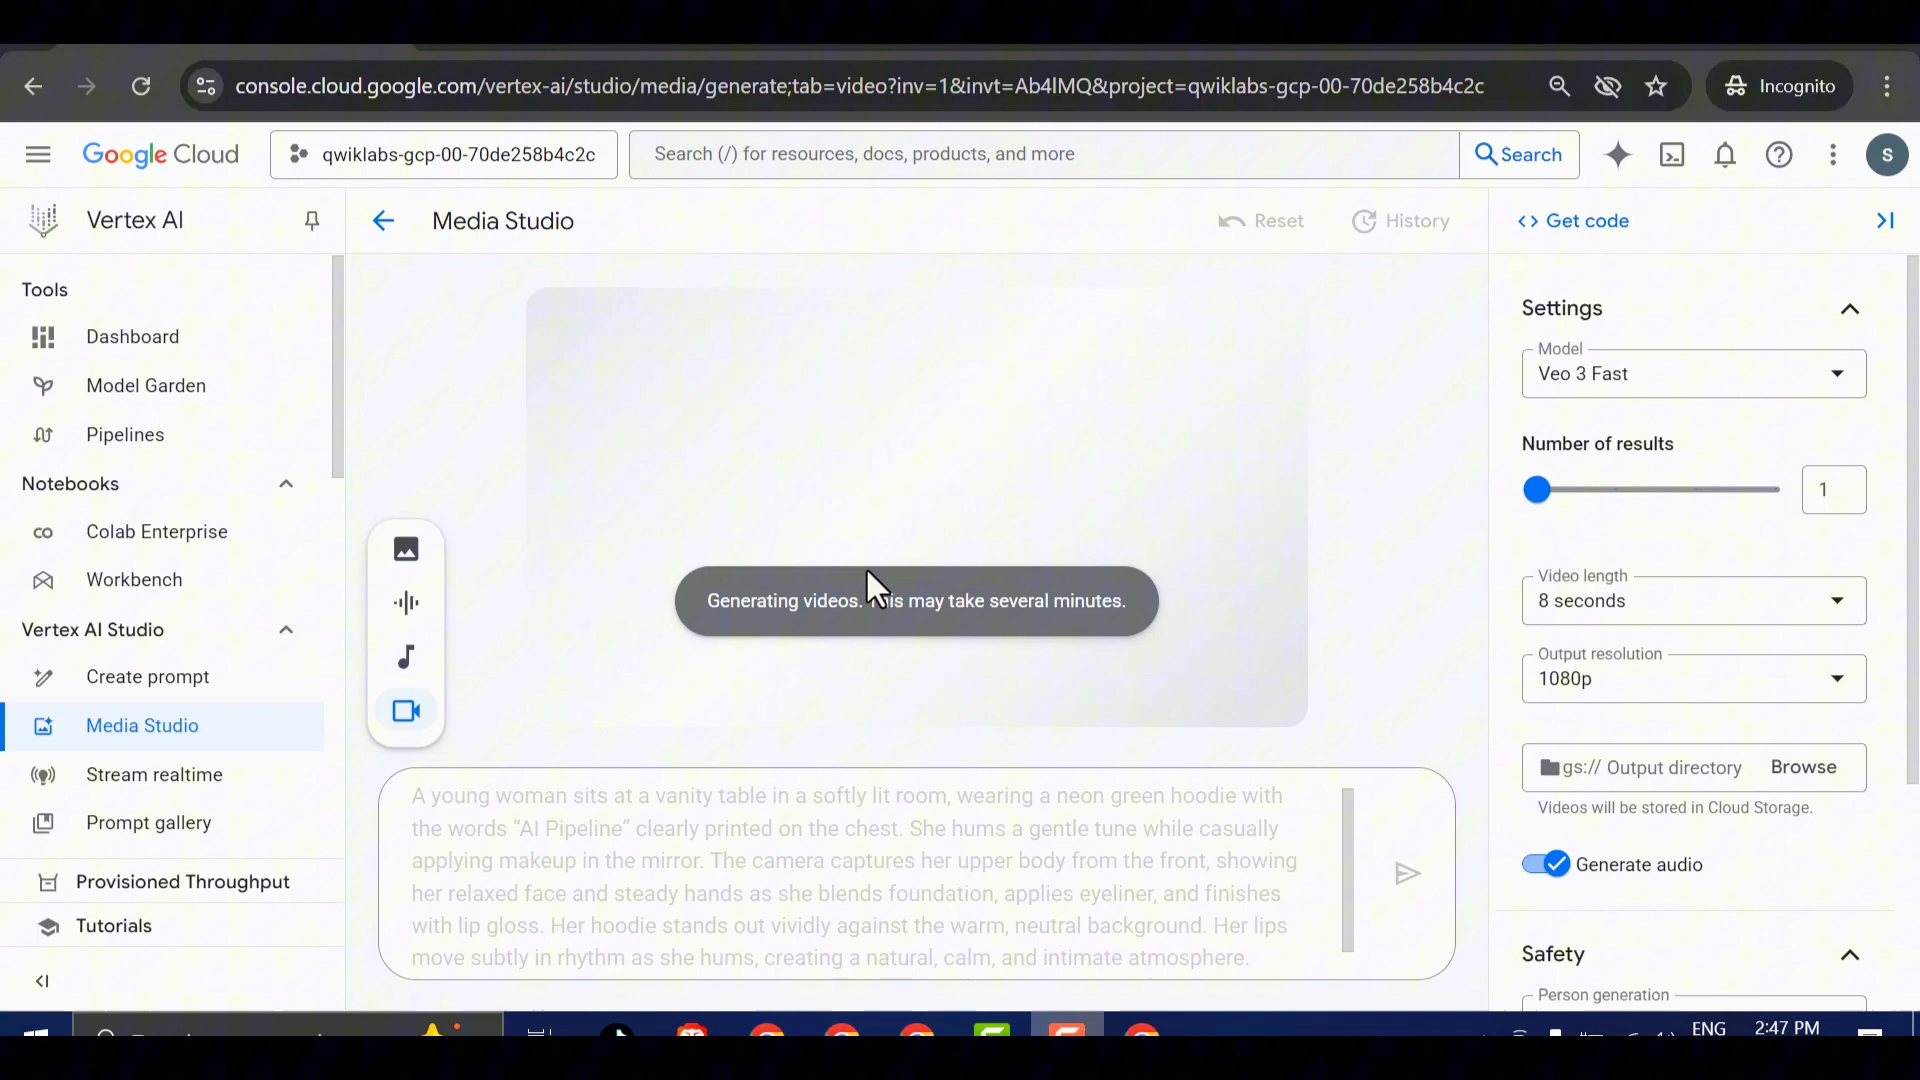 console.cloud.google.com/vertex-ai/studio/media/generate;tab=video?inv=1&invt=Ab4lMQ&project=qwiklabs-gcp-00-70de258b4c2c
Incognito
Google Cloud
qwiklabs-gcp-00-70de258b4c2c
Search (/) for resources, docs, products, and more
Search
S
Vertex AI
Media Studio
Reset
History
Get code
Tools
Dashboard
Model Garden
Pipelines
Notebooks
Colab Enterprise
Workbench
Vertex AI Studio
Create prompt
Media Studio
Stream realtime
Prompt gallery
Provisioned Throughput
Tutorials
Generating videos. This may take several minutes.
A young woman sits at a vanity table in a softly lit room, wearing a neon green hoodie with
the words “AI Pipeline” clearly printed on the chest. She hums a gentle tune while casually
applying makeup in the mirror. The camera captures her upper body from the front, showing
her relaxed face and steady hands as she blends foundation, applies eyeliner, and finishes
with lip gloss. Her hoodie stands out vividly against the warm, neutral background. Her lips
move subtly in rhythm as she hums, creating a natural, calm, and intimate atmosphere.
Settings
Model
Veo 3 Fast
Number of results
1
Video length
8 seconds
Output resolution
1080p
gs:// Output directory
Browse
Videos will be stored in Cloud Storage.
Generate audio
Safety
Person generation
ENG
2:47 PM